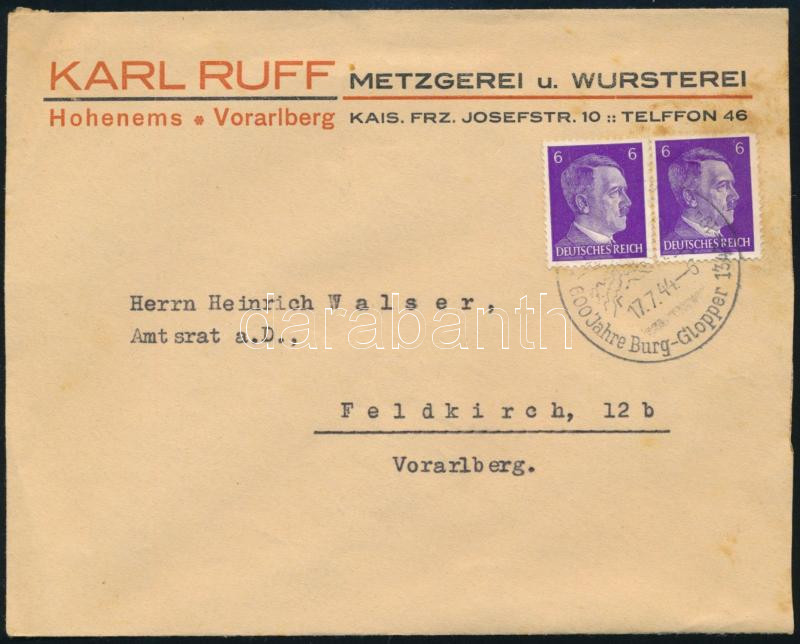 KARL RUFF METZGEREI u. WURSTEREI
Hohenems * Vorarlberg KAIS. FRZ. JOSEFSTR. 10 :: TELFFON 46
6 6 6 6
DEUTSCHES REICH DEUTSCHES REICH
17.7.44.-6
600 Jahre Burg-Glopper
Herrn Heinrich Walser,
Amtsrat a.D.,
darabanth
Feldkirch, 12b
Vorarlberg.